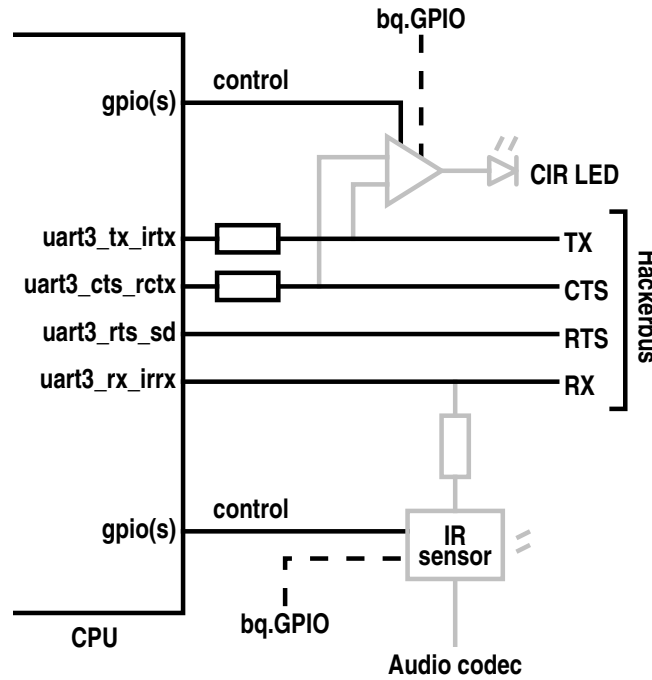 bq.GPIO
control
gpio(s)
CIR LED
uart3_tx_irtx
TX
uart3_cts_rctx
CTS
Hackerbus
uart3_rts_sd
RTS
uart3_rx_irrx
RX
control
gpio(s)
IR
sensor
bq.GPIO
CPU
Audio codec